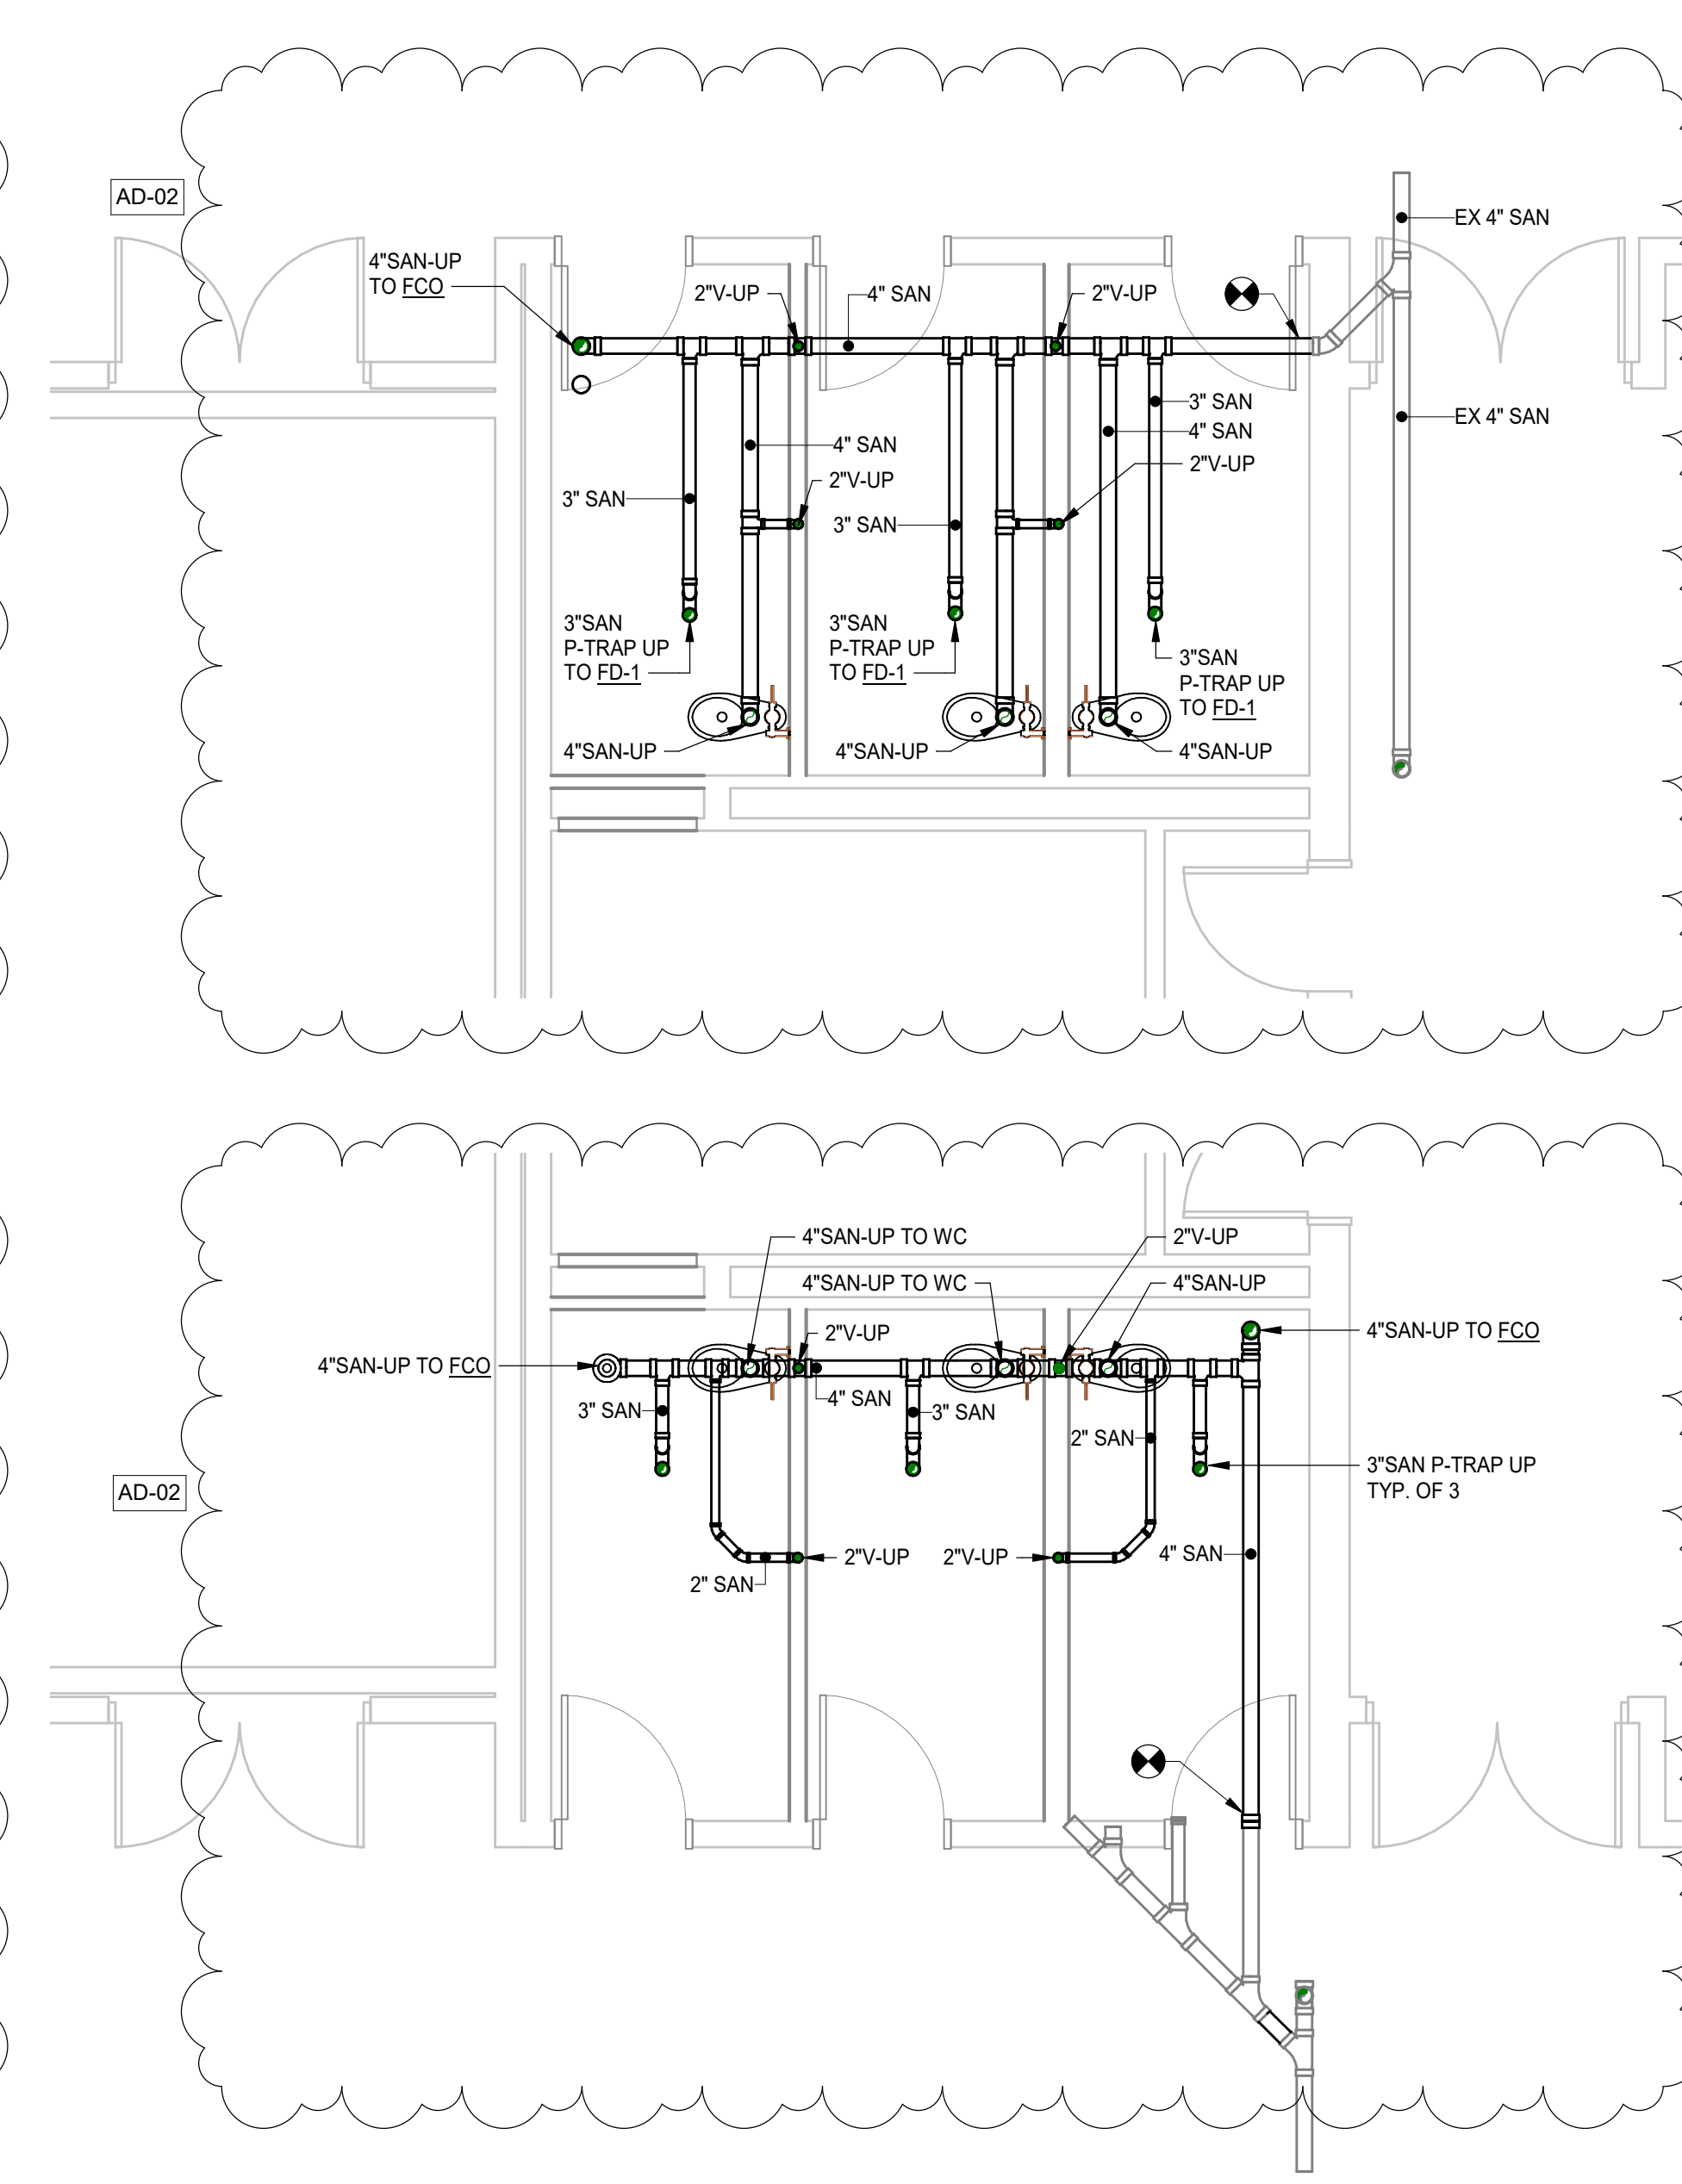 AD-02
EX 4" SAN
4"SAN-UP
TO FCO
2"V-UP
4" SAN
2"V-UP
3" SAN
EX 4" SAN
4" SAN
4" SAN
2"V-UP
2"V-UP
3" SAN
3" SAN
3"SAN
P-TRAP UP
TO FD-1
3"SAN
P-TRAP UP
TO FD-1
3"SAN
P-TRAP UP
TO FD-1
4"SAN-UP
4"SAN-UP
4"SAN-UP
4"SAN-UP TO WC
2"V-UP
4"SAN-UP TO WC
4"SAN-UP
2"V-UP
4"SAN-UP TO FCO
4"SAN-UP TO FCO
4" SAN
3" SAN
3" SAN
2" SAN
3"SAN P-TRAP UP
TYP. OF 3
AD-02
2"V-UP
2"V-UP
4" SAN
2" SAN